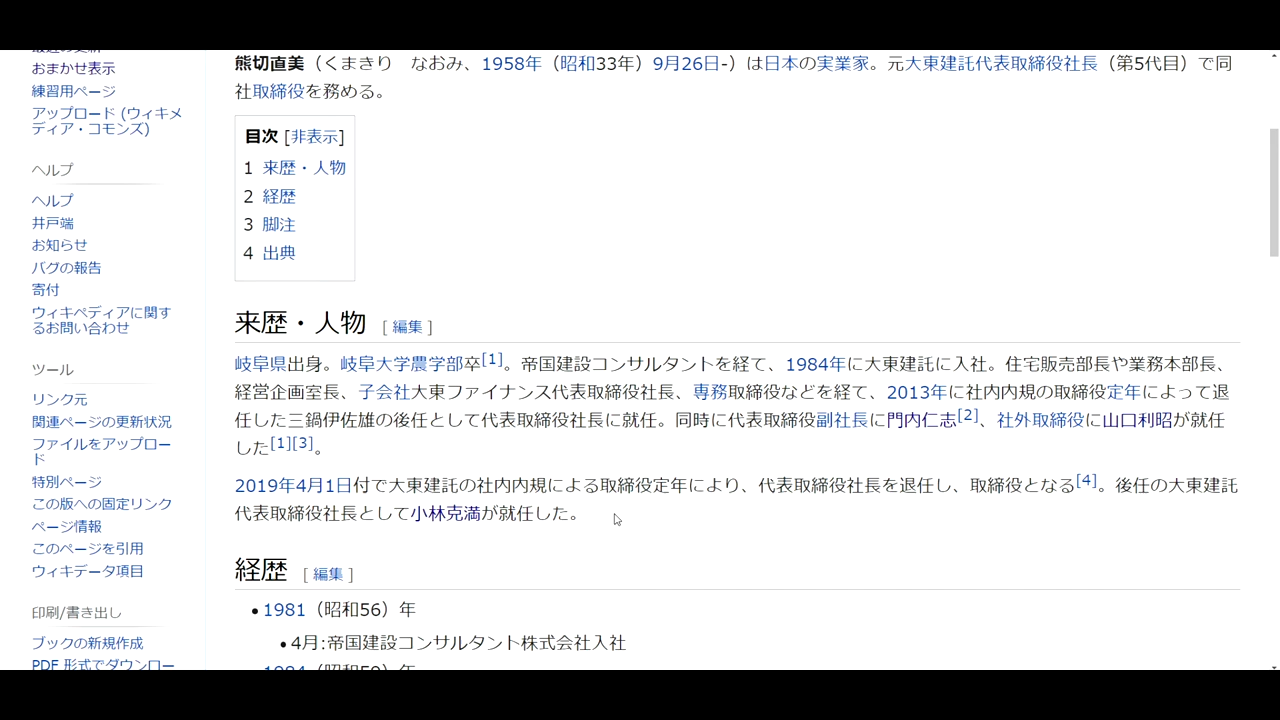 おまかせ表示
練習用ページ
アップロード (ウィキメ
ディア・コモンズ)
ヘルプ
ヘルプ
井戸端
お知らせ
バグの報告
寄付
ウィキペディアに関す
るお問い合わせ
ツール
リンク元
関連ページの更新状況
ファイルをアップロー
ド
特別ページ
この版への固定リンク
ページ情報
このページを引用
ウィキデータ項目
印刷/書き出し
ブックの新規作成
PDF 形式でダウンロー
熊切直美（くまきり　なおみ、1958年（昭和33年）9月26日-）は日本の実業家。元大東建託代表取締役社長（第5代目）で同
社取締役を務める。
目次 [非表示]
1 来歴・人物
2 経歴
3 脚注
4 出典
来歴・人物 [ 編集 ]
岐阜県出身。岐阜大学農学部卒[1]。帝国建設コンサルタントを経て、1984年に大東建託に入社。住宅販売部長や業務本部長、
経営企画室長、子会社大東ファイナンス代表取締役社長、専務取締役などを経て、2013年に社内内規の取締役定年によって退
任した三鍋伊佐雄の後任として代表取締役社長に就任。同時に代表取締役副社長に門内仁志[2]、社外取締役に山口利昭が就任
した[1][3]。
2019年4月1日付で大東建託の社内内規による取締役定年により、代表取締役社長を退任し、取締役となる[4]。後任の大東建託
代表取締役社長として小林克満が就任した。
経歴 [ 編集 ]
• 1981（昭和56）年
• 4月:帝国建設コンサルタント株式会社入社